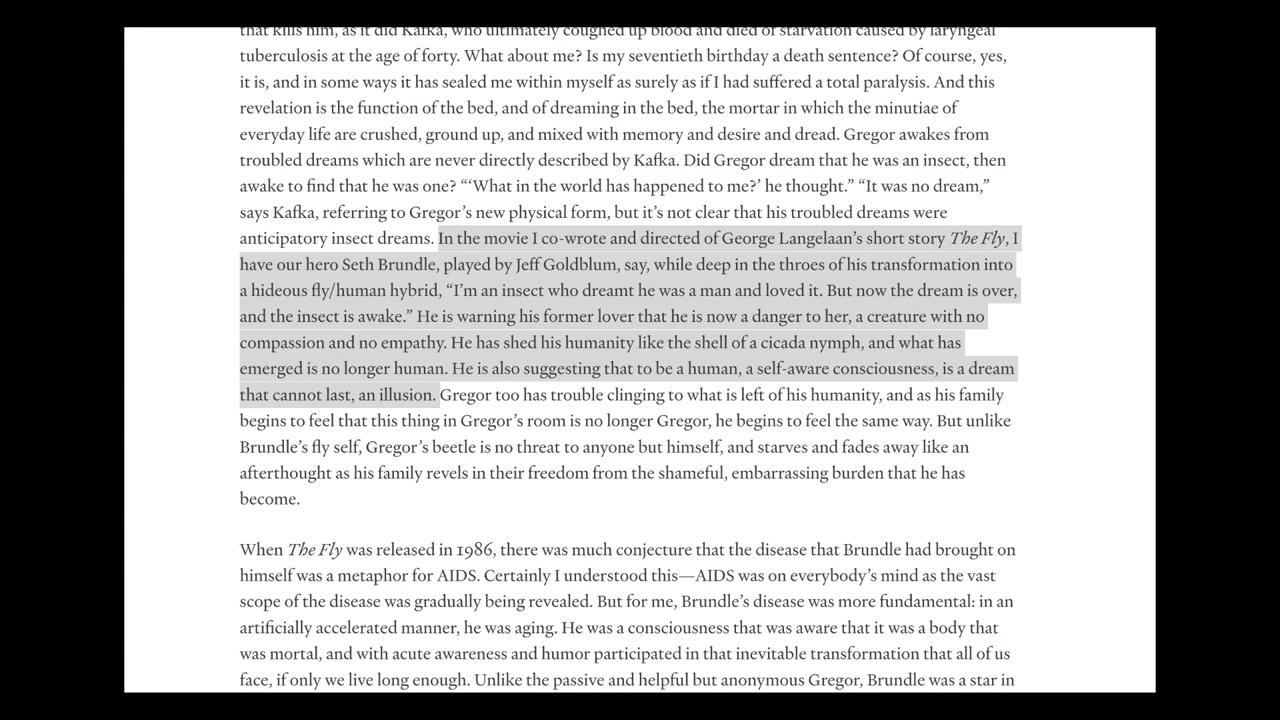 that kills him, as it did Kafka, who ultimately coughed up blood and died of starvation caused by laryngeal
tuberculosis at the age of forty. What about me? Is my seventieth birthday a death sentence? Of course, yes,
it is, and in some ways it has sealed me within myself as surely as if I had suffered a total paralysis. And this
revelation is the function of the bed, and of dreaming in the bed, the mortar in which the minutiae of
everyday life are crushed, ground up, and mixed with memory and desire and dread. Gregor awakes from
troubled dreams which are never directly described by Kafka. Did Gregor dream that he was an insect, then
awake to find that he was one? “‘What in the world has happened to me?’ he thought.” “It was no dream,”
says Kafka, referring to Gregor’s new physical form, but it’s not clear that his troubled dreams were
anticipatory insect dreams. In the movie I co-wrote and directed of George Langelaan’s short story The Fly, I
have our hero Seth Brundle, played by Jeff Goldblum, say, while deep in the throes of his transformation into
a hideous fly/human hybrid, “I’m an insect who dreamt he was a man and loved it. But now the dream is over,
and the insect is awake.” He is warning his former lover that he is now a danger to her, a creature with no
compassion and no empathy. He has shed his humanity like the shell of a cicada nymph, and what has
emerged is no longer human. He is also suggesting that to be a human, a self-aware consciousness, is a dream
that cannot last, an illusion. Gregor too has trouble clinging to what is left of his humanity, and as his family
begins to feel that this thing in Gregor’s room is no longer Gregor, he begins to feel the same way. But unlike
Brundle’s fly self, Gregor’s beetle is no threat to anyone but himself, and starves and fades away like an
afterthought as his family revels in their freedom from the shameful, embarrassing burden that he has
become.
When The Fly was released in 1986, there was much conjecture that the disease that Brundle had brought on
himself was a metaphor for AIDS. Certainly I understood this—AIDS was on everybody’s mind as the vast
scope of the disease was gradually being revealed. But for me, Brundle’s disease was more fundamental: in an
artificially accelerated manner, he was aging. He was a consciousness that was aware that it was a body that
was mortal, and with acute awareness and humor participated in that inevitable transformation that all of us
face, if only we live long enough. Unlike the passive and helpful but anonymous Gregor, Brundle was a star in